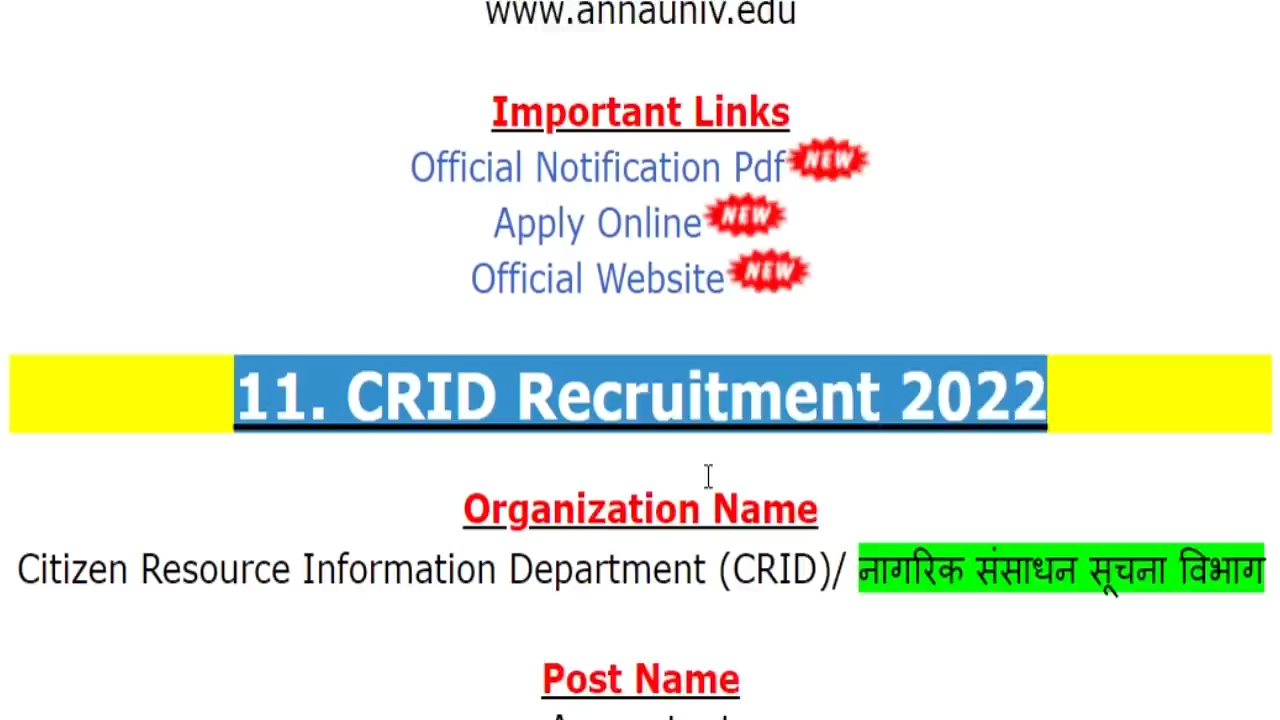 www.annauniv.edu
Important Links
Official Notification Pdf NEW
Apply Online NEW
Official Website NEW
11. CRID Recruitment 2022
Organization Name
Citizen Resource Information Department (CRID)/ नागरिक संसाधन सूचना विभाग
Post Name